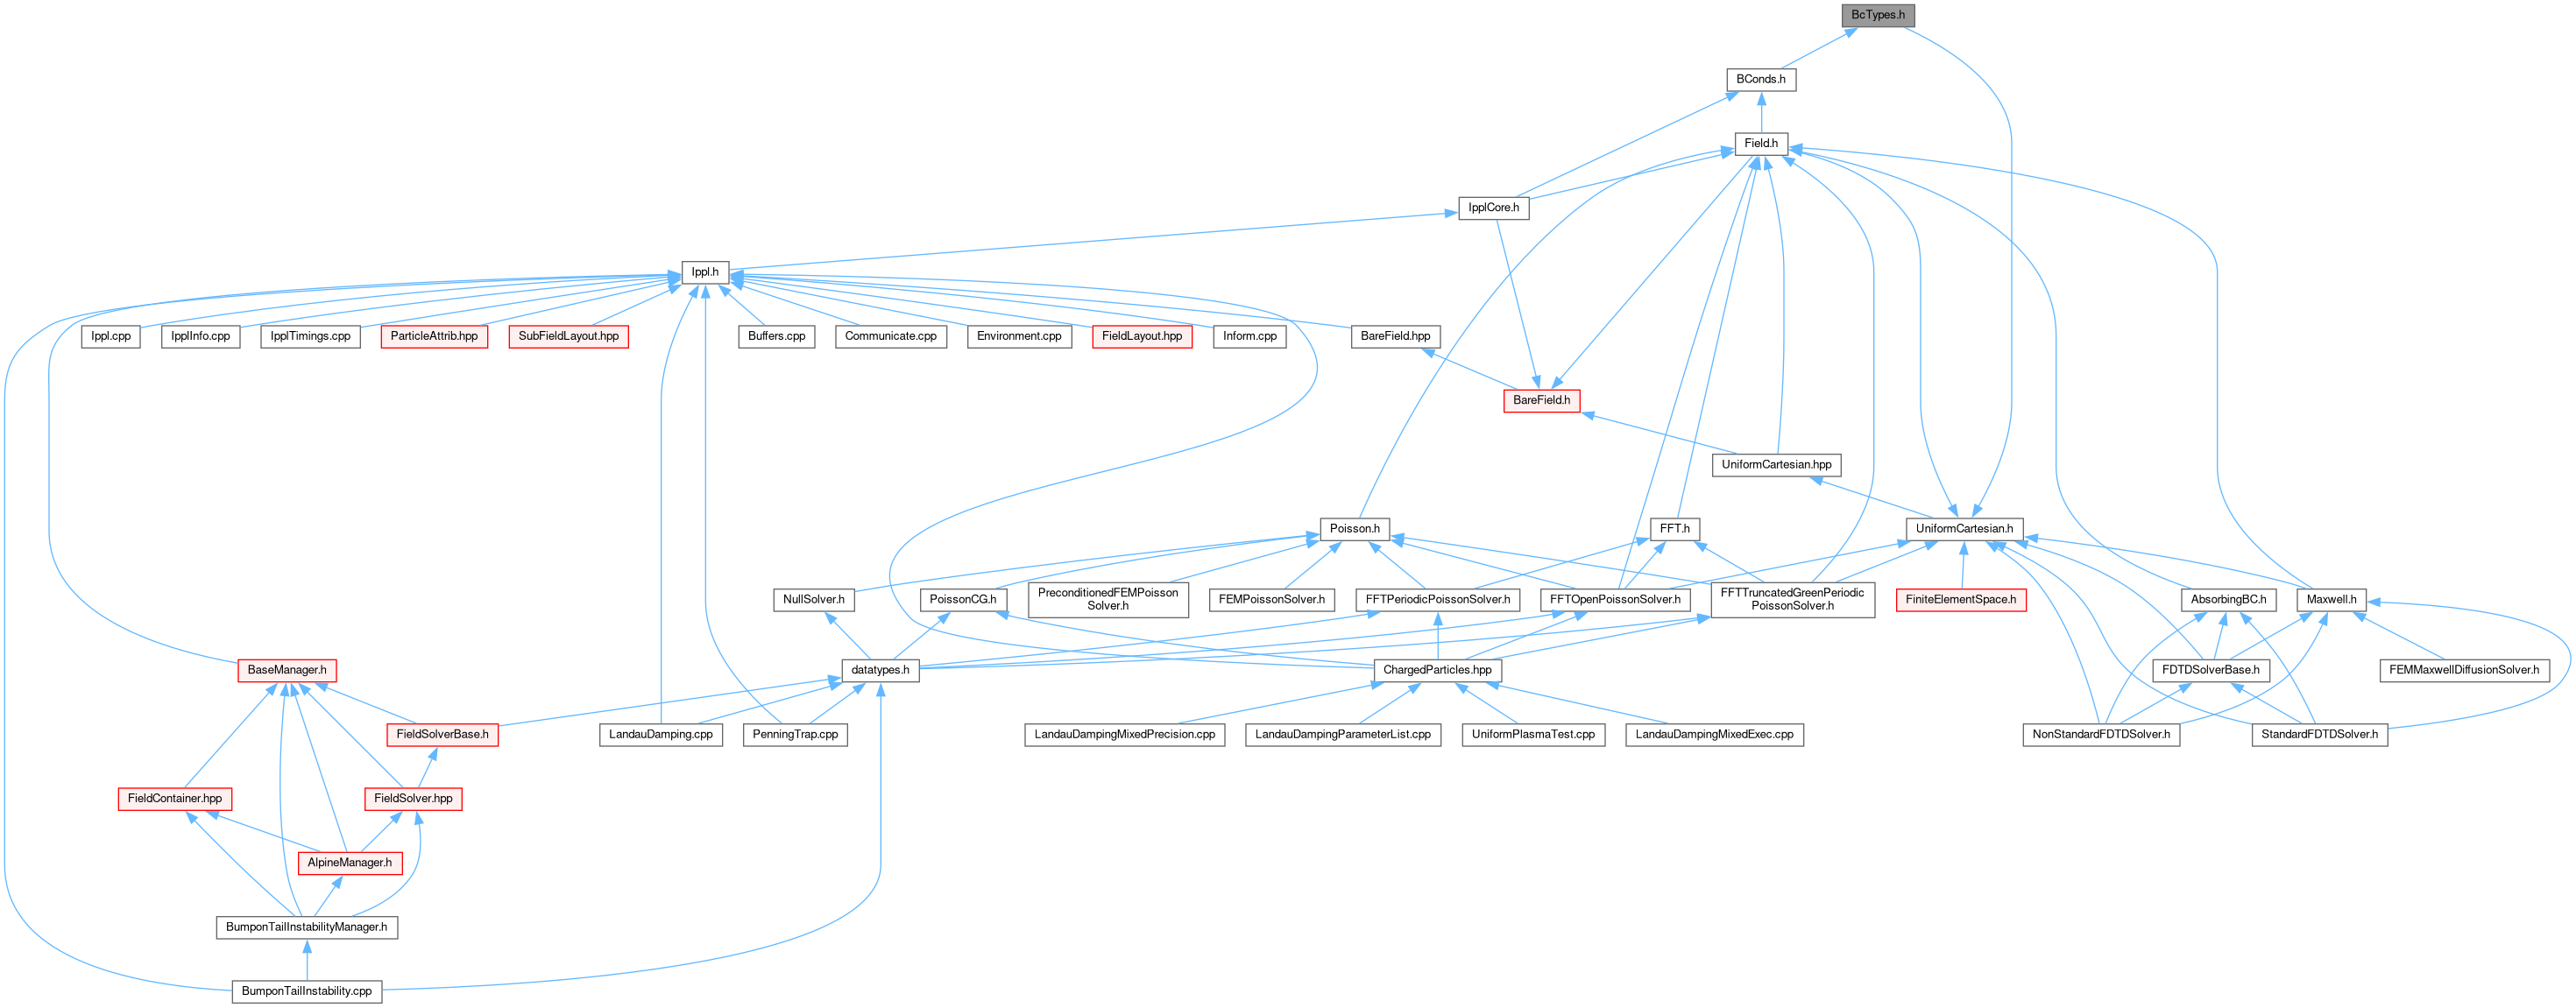 BcTypes.h
BConds.h
Field.h
IpplCore.h
Ippl.h
Ippl.cpp
IpplInfo.cpp
IpplTimings.cpp
ParticleAttrib.hpp
SubFieldLayout.hpp
Buffers.cpp
Communicate.cpp
Environment.cpp
FieldLayout.hpp
Inform.cpp
BareField.hpp
BareField.h
UniformCartesian.hpp
Poisson.h
FFT.h
UniformCartesian.h
NullSolver.h
PoissonCG.h
PreconditionedFEMPoisson
Solver.h
FEMPoissonSolver.h
FFTPeriodicPoissonSolver.h
FFTOpenPoissonSolver.h
FFTTruncatedGreenPeriodic
PoissonSolver.h
FiniteElementSpace.h
AbsorbingBC.h
Maxwell.h
BaseManager.h
datatypes.h
ChargedParticles.hpp
FDTDSolverBase.h
FEMMaxwellDiffusionSolver.h
FieldSolverBase.h
LandauDamping.cpp
PenningTrap.cpp
LandauDampingMixedPrecision.cpp
LandauDampingParameterList.cpp
UniformPlasmaTest.cpp
LandauDampingMixedExec.cpp
NonStandardFDTDSolver.h
StandardFDTDSolver.h
FieldContainer.hpp
FieldSolver.hpp
AlpineManager.h
BumponTailInstabilityManager.h
BumponTailInstability.cpp